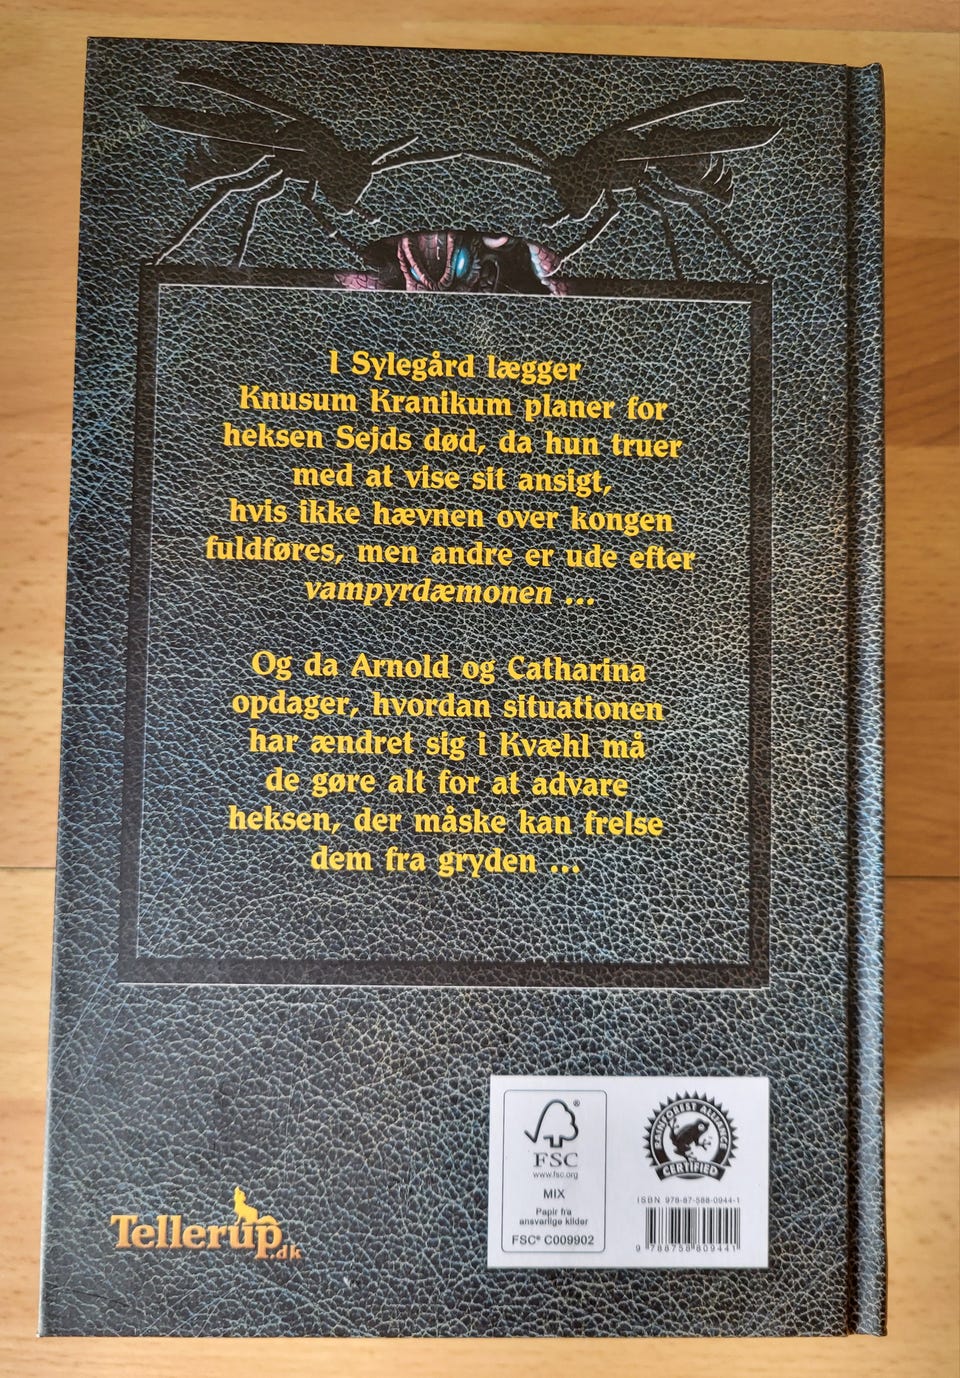 I Sylegård lægger
Knusum Kranikum planer for
heksen Sejds død, da hun truer
med at vise sit ansigt,
hvis ikke hævnen over kongen
fuldføres, men andre er ude efter
vampyrdæmonen ...
Og da Arnold og Catharina
opdager, hvordan situationen
har ændret sig i Kvæhl må
de gøre alt for at advare
heksen, der måske kan frelse
dem fra gryden ...
Tellerup.dk
FSC®
www.fsc.org
MIX
Papir fra
ansvarlige kilder
FSC® C009902
RAINFOREST ALLIANCE
CERTIFIED
ISBN 978-87-588-0944-1
9 788758 809441